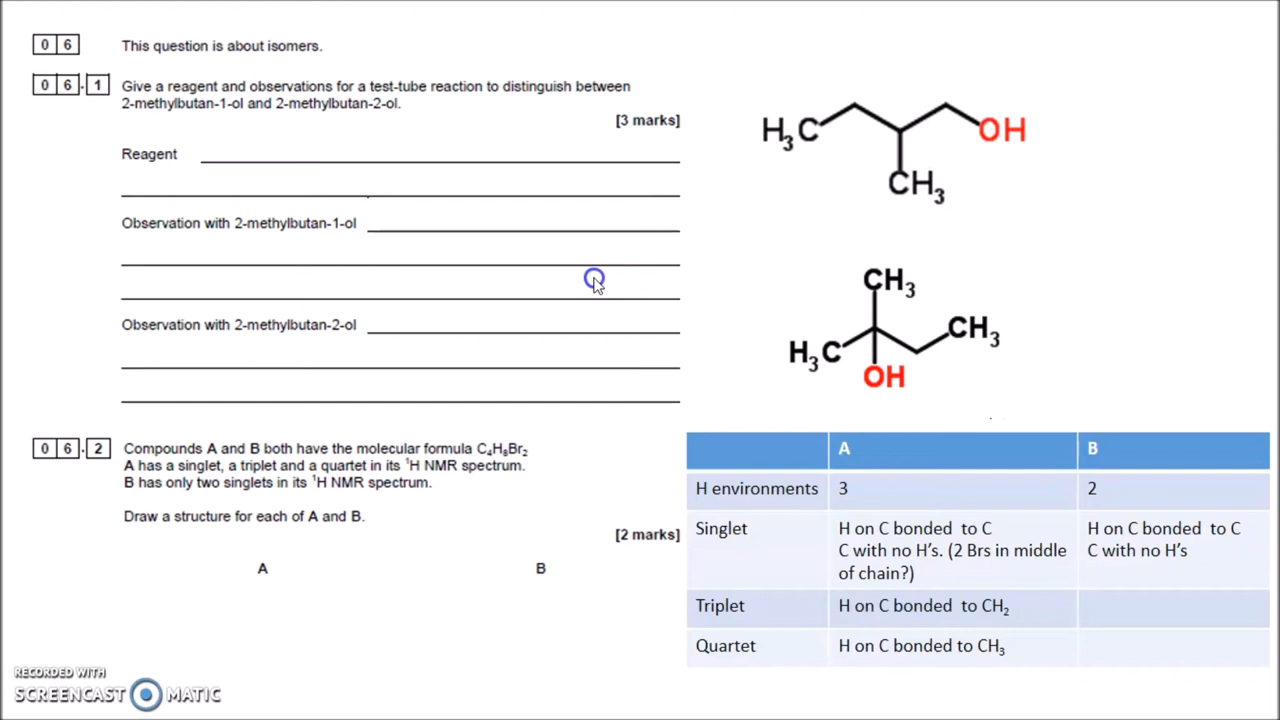 0 6 This question is about isomers.
0 6 . 1 Give a reagent and observations for a test-tube reaction to distinguish between
2-methylbutan-1-ol and 2-methylbutan-2-ol.
[3 marks]
Reagent
Observation with 2-methylbutan-1-ol
Observation with 2-methylbutan-2-ol
H₃C OH
CH₃
CH₃
CH₃
H₃C
OH
0 6 . 2 Compounds A and B both have the molecular formula C₄H₈Br₂
A has a singlet, a triplet and a quartet in its ¹H NMR spectrum.
B has only two singlets in its ¹H NMR spectrum.
Draw a structure for each of A and B.
[2 marks]
A B
A B
H environments 3 2
Singlet H on C bonded to C H on C bonded to C
C with no H's. (2 Brs in middle C with no H's
of chain?)
Triplet H on C bonded to CH₂
Quartet H on C bonded to CH₃
RECORDED WITH
SCREENCAST MATIC